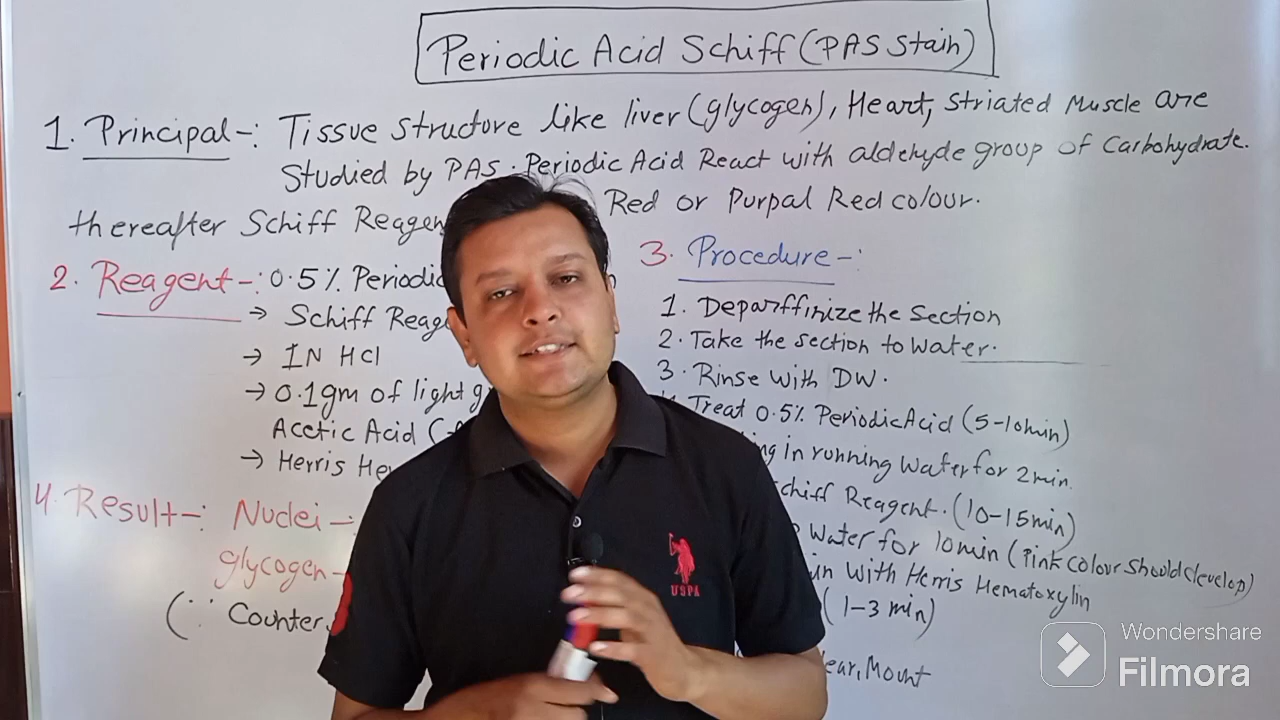 Periodic Acid Schiff (PAS Stain)
1. Principal -: Tissue Structure like liver (glycogen), Heart, Striated Muscle are
Studied by PAS. Periodic Acid React with aldehyde group of Carbohydrate.
thereafter Schiff Reagen Red or Purpal Red colour.
2. Reagent -: 0.5% Periodic
→ Schiff Reage
→ IN HCl
→ 0.1gm of light g
Acetic Acid
→ Herris He
4. Result -: Nuclei -:
glycogen -
(∵ Counter
3. Procedure -:
1. Deparffinize the Section
2. Take the section to water.
3. Rinse with DW.
Treat 0.5% Periodic Acid (5-10min)
ing in running water for 2min.
schiff Reagent. (10-15min)
Water for 10min (Pink colour should develop)
in With Herris Hematoxylin
(1-3 min)
lear, Mount
USPA
Wondershare
Filmora